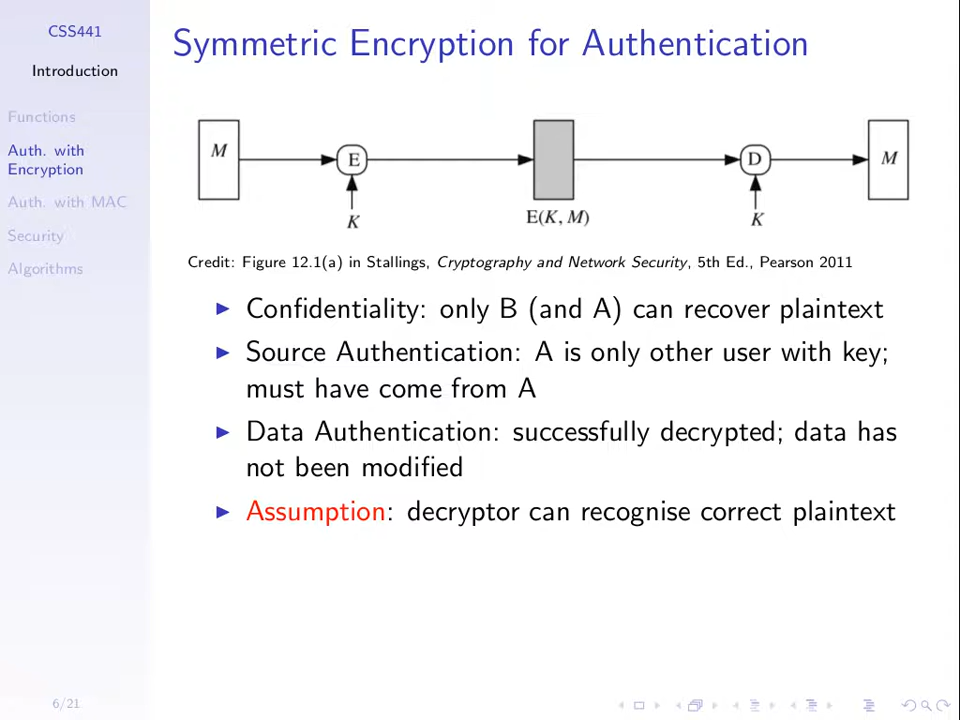 CSS441
Introduction
Functions
Auth. with
Encryption
Auth. with MAC
Security
Algorithms
6/21
Symmetric Encryption for Authentication
M
E
D
M
K
E(K, M)
K
Credit: Figure 12.1(a) in Stallings, Cryptography and Network Security, 5th Ed., Pearson 2011
Confidentiality: only B (and A) can recover plaintext
Source Authentication: A is only other user with key;
must have come from A
Data Authentication: successfully decrypted; data has
not been modified
Assumption: decryptor can recognise correct plaintext